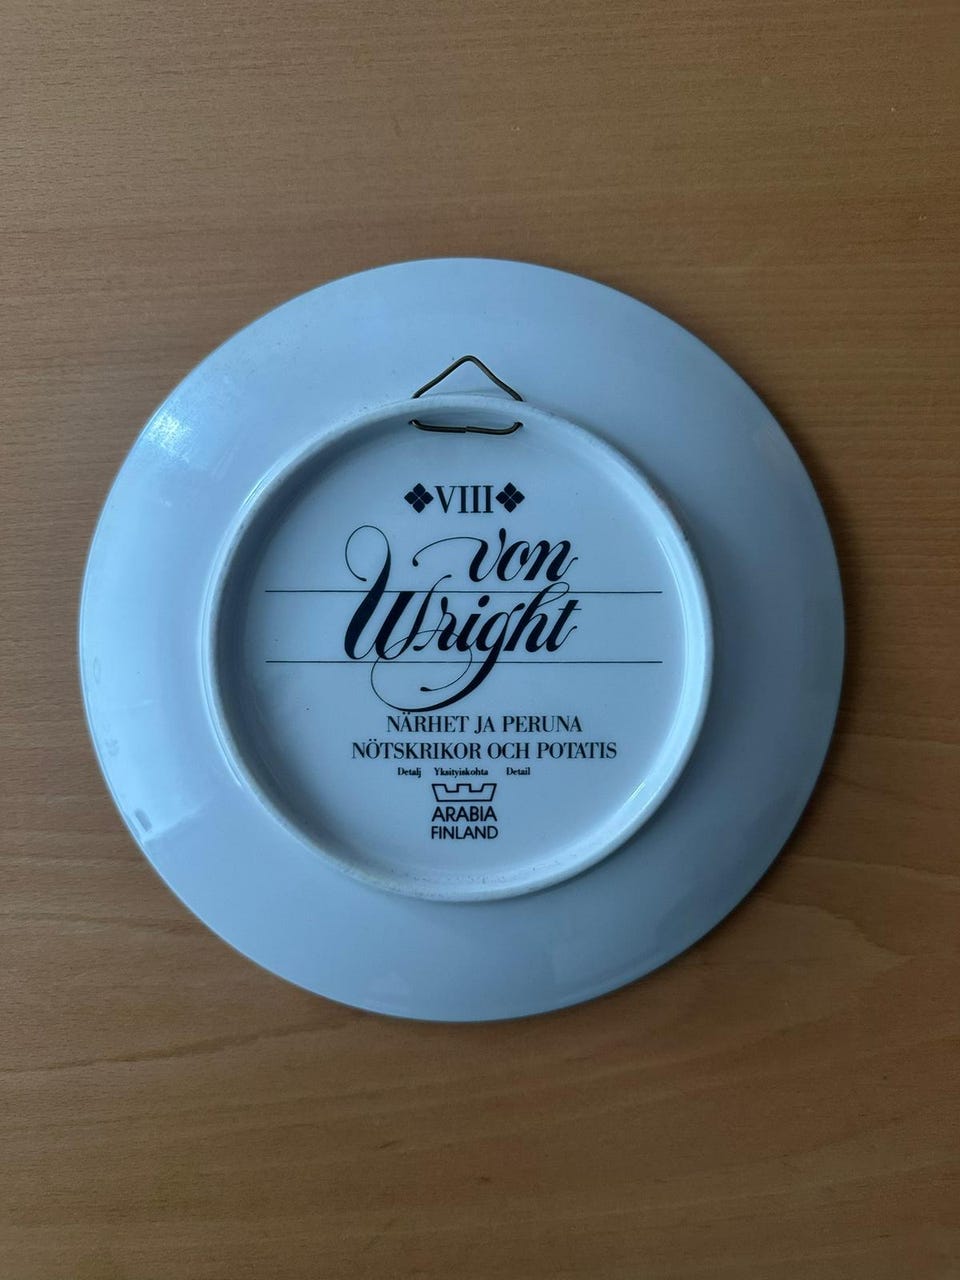 VIII
von
Wright
NÄRHET JA PERUNA
NÖTSKRIKOR OCH POTATIS
Detalj Yksityiskohta Detail
ARABIA
FINLAND